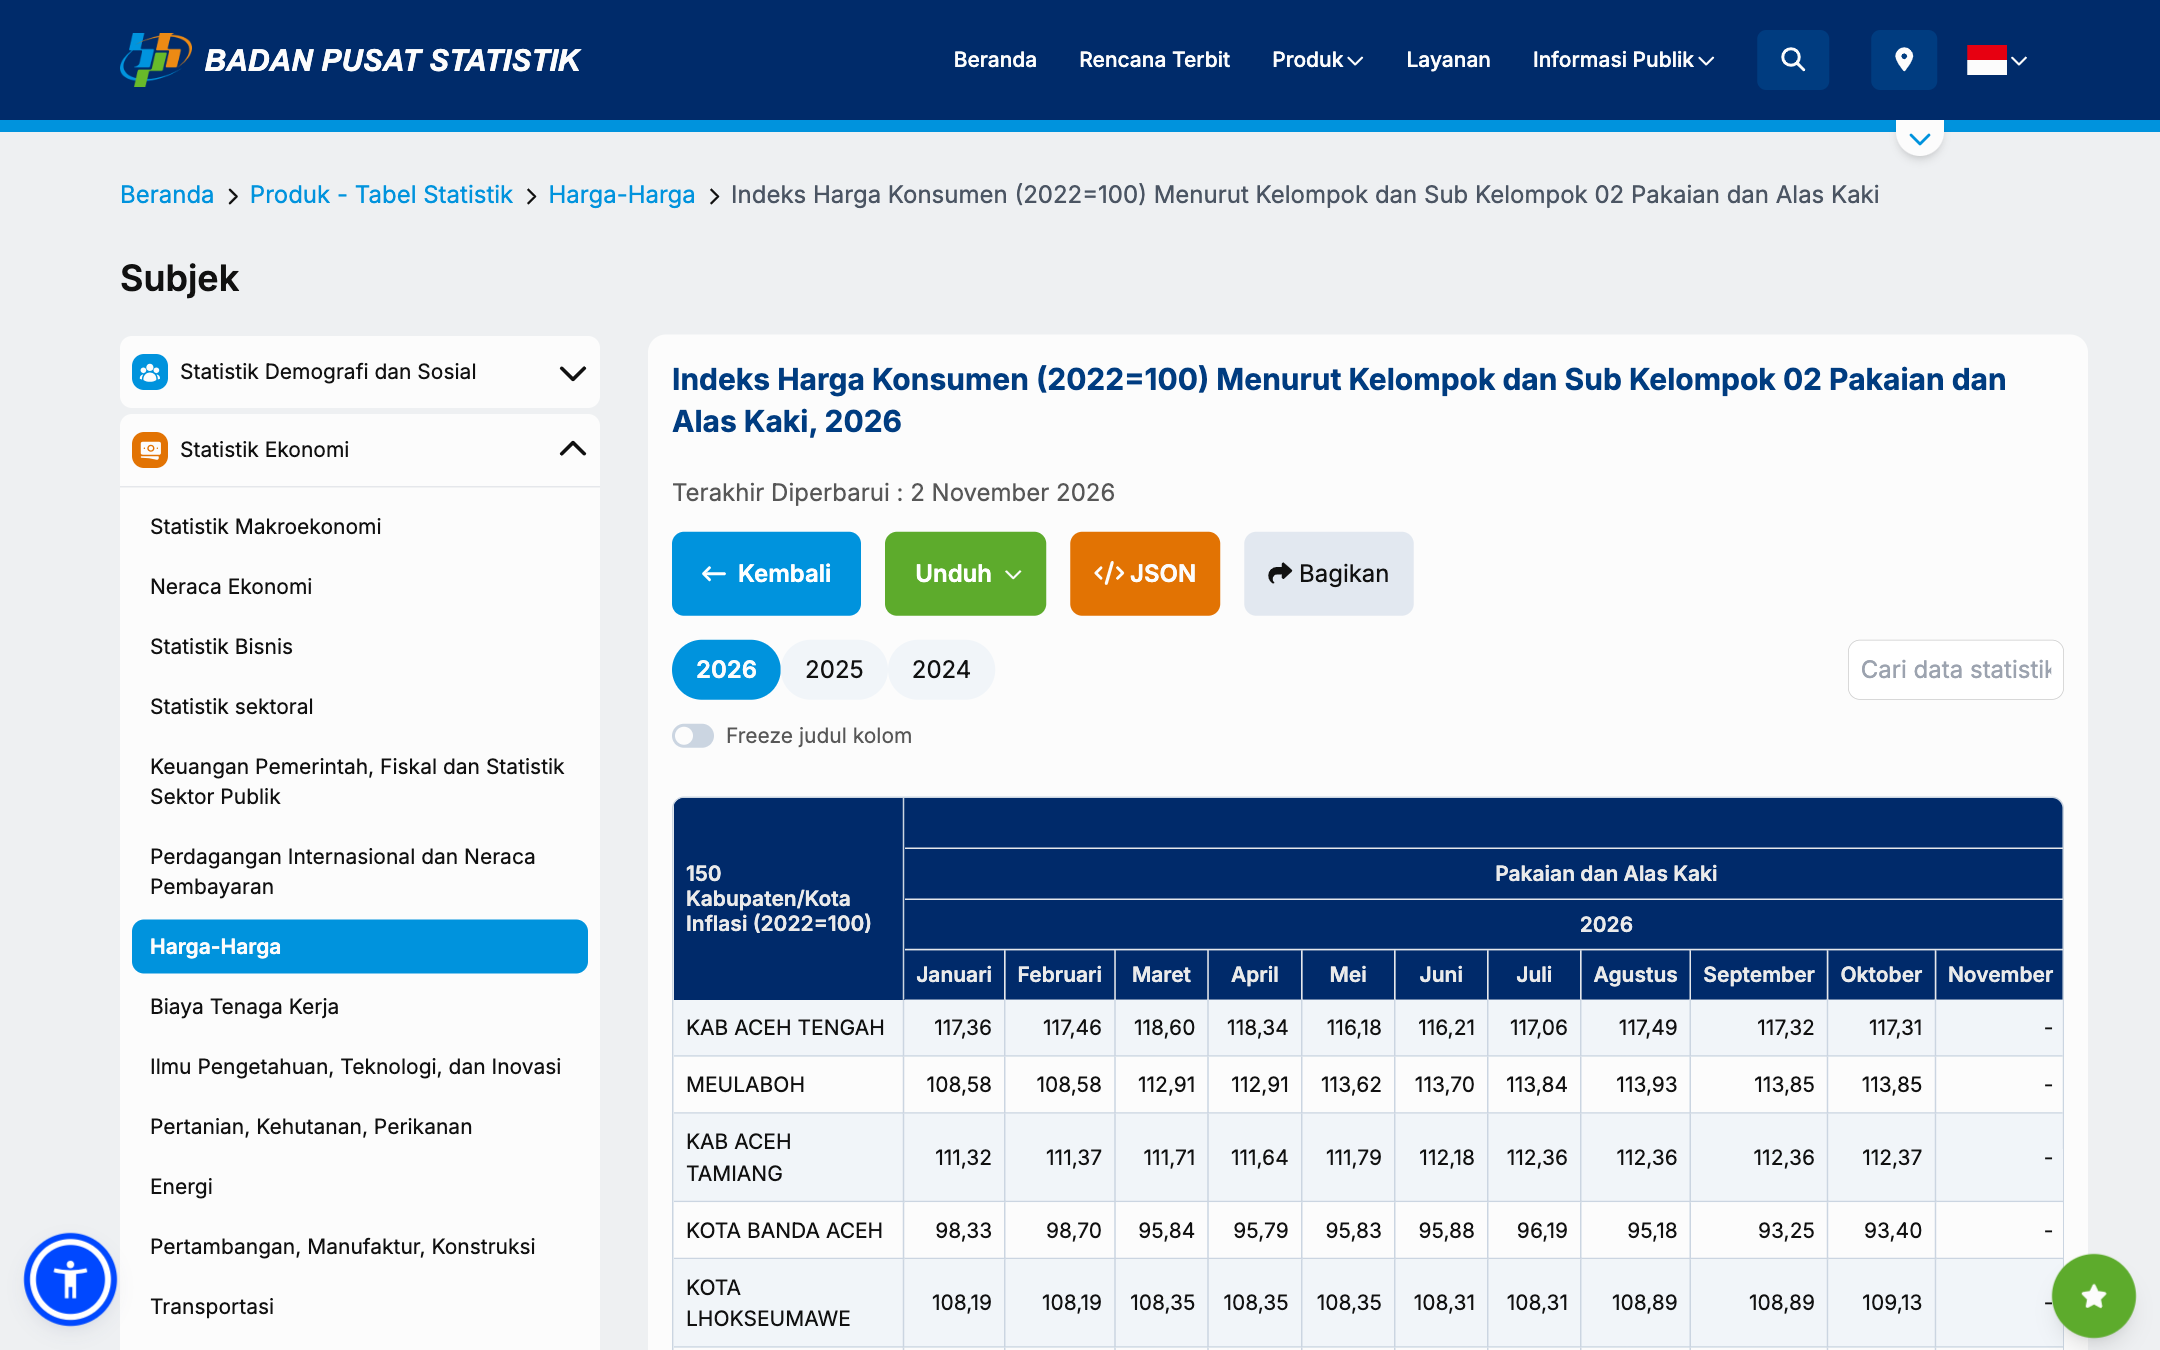 BADAN PUSAT STATISTIK
Beranda
Rencana Terbit
Produk
Layanan
Informasi Publik
Beranda > Produk - Tabel Statistik > Harga-Harga > Indeks Harga Konsumen (2022=100) Menurut Kelompok dan Sub Kelompok 02 Pakaian dan Alas Kaki
Subjek
Statistik Demografi dan Sosial
Statistik Ekonomi
Statistik Makroekonomi
Neraca Ekonomi
Statistik Bisnis
Statistik sektoral
Keuangan Pemerintah, Fiskal dan Statistik
Sektor Publik
Perdagangan Internasional dan Neraca
Pembayaran
Harga-Harga
Biaya Tenaga Kerja
Ilmu Pengetahuan, Teknologi, dan Inovasi
Pertanian, Kehutanan, Perikanan
Energi
Pertambangan, Manufaktur, Konstruksi
Transportasi
Indeks Harga Konsumen (2022=100) Menurut Kelompok dan Sub Kelompok 02 Pakaian dan
Alas Kaki, 2026
Terakhir Diperbarui : 2 November 2026
Kembali
Unduh
</> JSON
Bagikan
2026
2025
2024
Cari data statistik
Freeze judul kolom
150
Kabupaten/Kota
Inflasi (2022=100)
Pakaian dan Alas Kaki
2026
Januari Februari Maret April Mei Juni Juli Agustus September Oktober November
KAB ACEH TENGAH 117,36 117,46 118,60 118,34 116,18 116,21 117,06 117,49 117,32 117,31 -
MEULABOH 108,58 108,58 112,91 112,91 113,62 113,70 113,84 113,93 113,85 113,85 -
KAB ACEH
TAMIANG 111,32 111,37 111,71 111,64 111,79 112,18 112,36 112,36 112,36 112,37 -
KOTA BANDA ACEH 98,33 98,70 95,84 95,79 95,83 95,88 96,19 95,18 93,25 93,40 -
KOTA
LHOKSEUMAWE 108,19 108,19 108,35 108,35 108,35 108,31 108,31 108,89 108,89 109,13 -